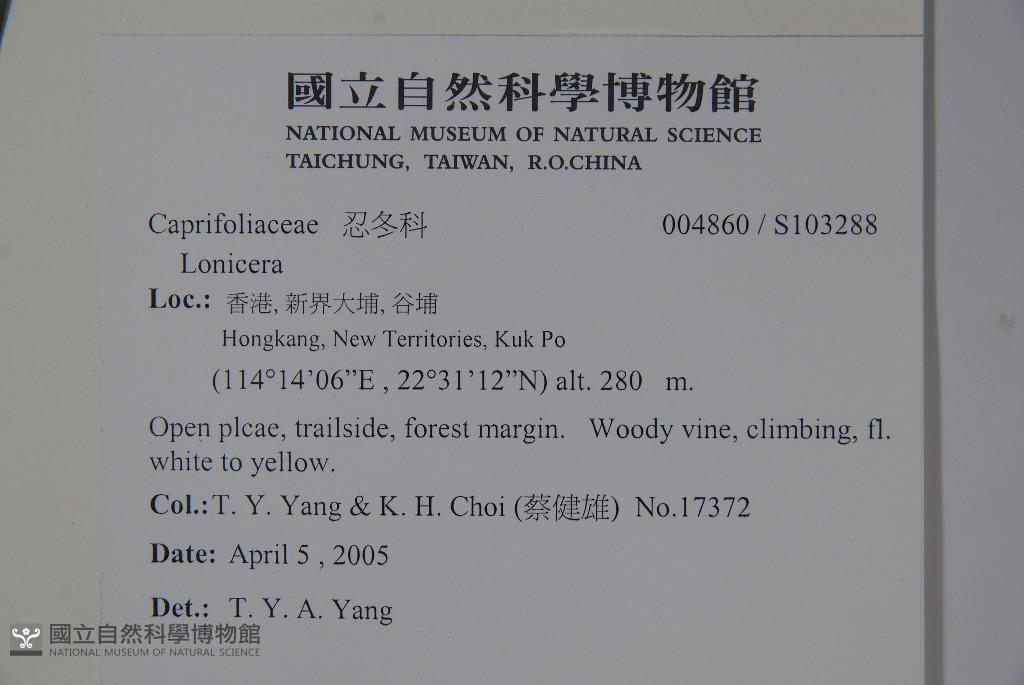 國立自然科學博物館
NATIONAL MUSEUM OF NATURAL SCIENCE
TAICHUNG, TAIWAN, R.O.CHINA
Caprifoliaceae 忍冬科 004860 / S103288
Lonicera
Loc.: 香港, 新界大埔, 谷埔
Hongkang, New Territories, Kuk Po
(114°14’06”E , 22°31’12”N) alt. 280 m.
Open plcae, trailside, forest margin. Woody vine, climbing, fl.
white to yellow.
Col.: T. Y. Yang & K. H. Choi (蔡健雄) No.17372
Date: April 5 , 2005
Det.: T. Y. A. Yang
國立自然科學博物館
NATIONAL MUSEUM OF NATURAL SCIENCE